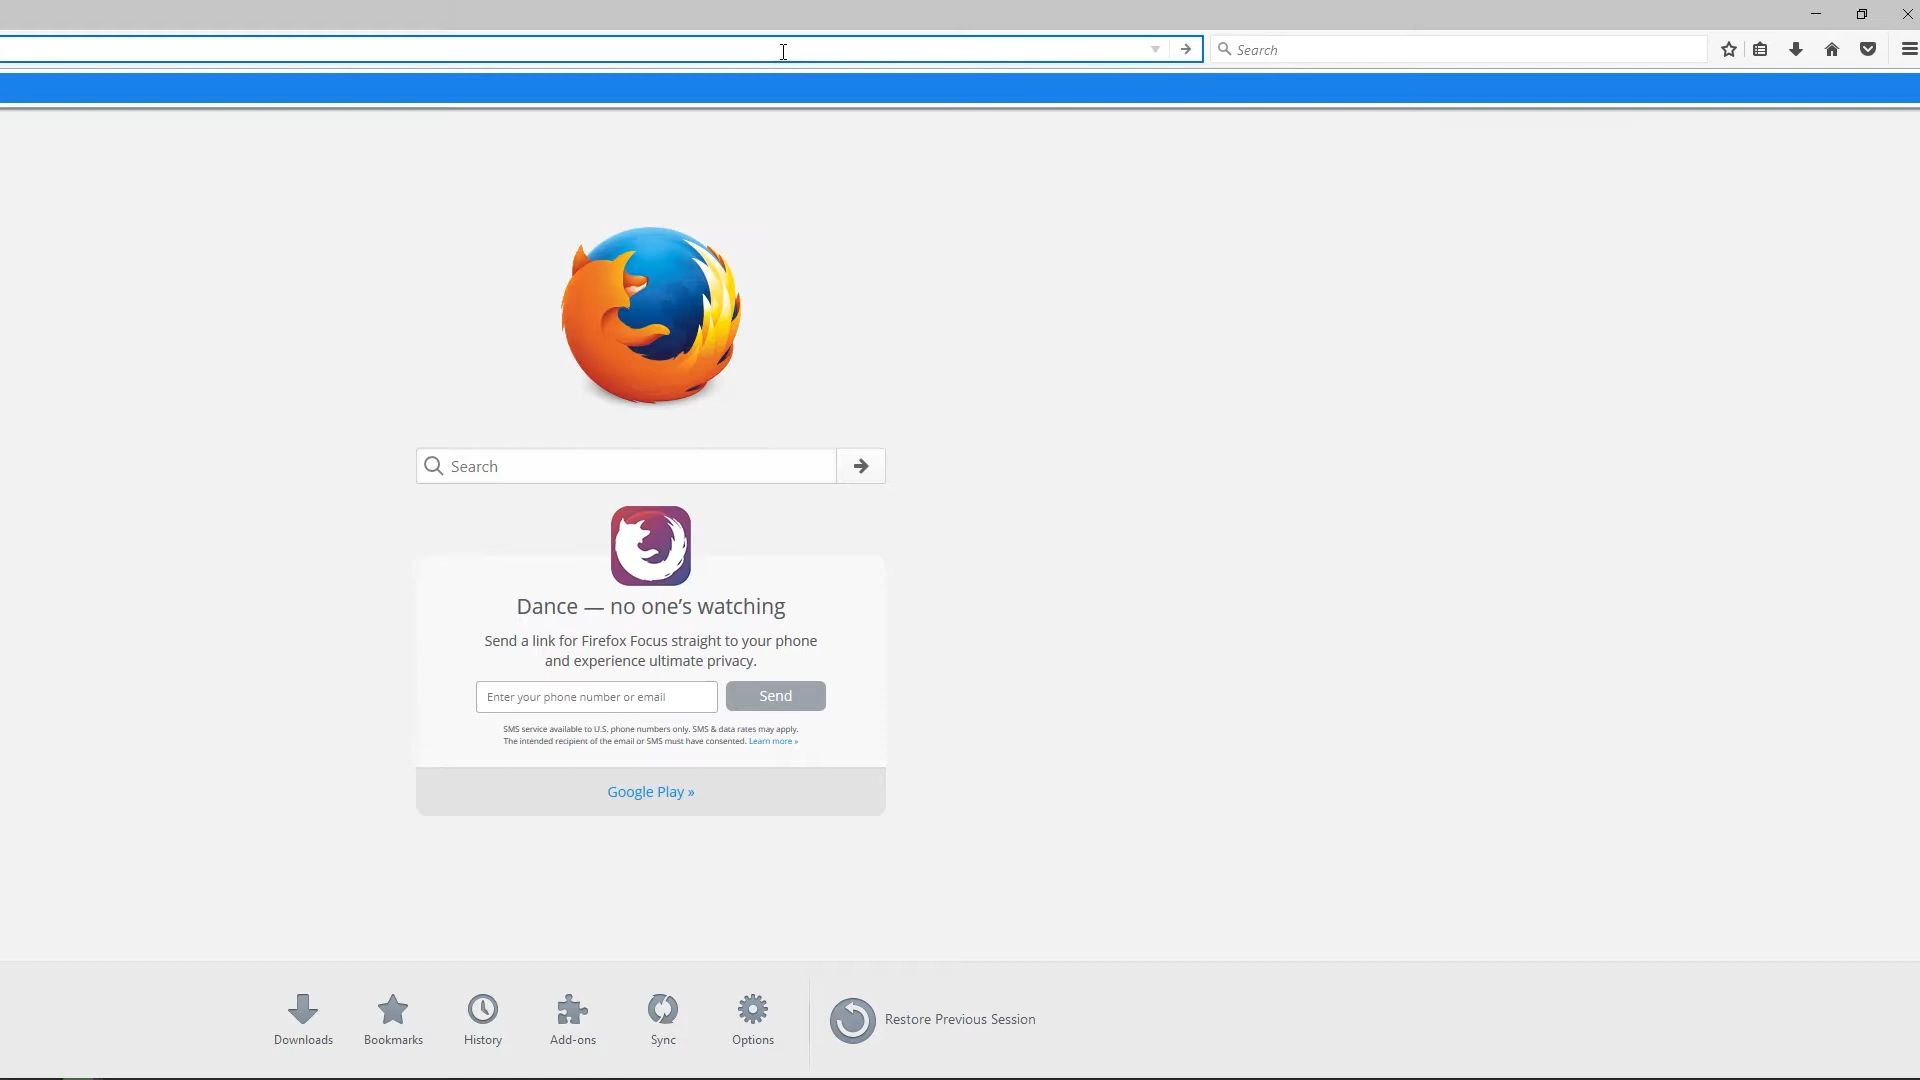 Search
Search
Dance — no one’s watching
Send a link for Firefox Focus straight to your phone
and experience ultimate privacy.
Enter your phone number or email
Send
SMS service available to U.S. phone numbers only. SMS & data rates may apply.
The intended recipient of the email or SMS must have consented. Learn more »
Google Play »
Downloads
Bookmarks
History
Add-ons
Sync
Options
Restore Previous Session